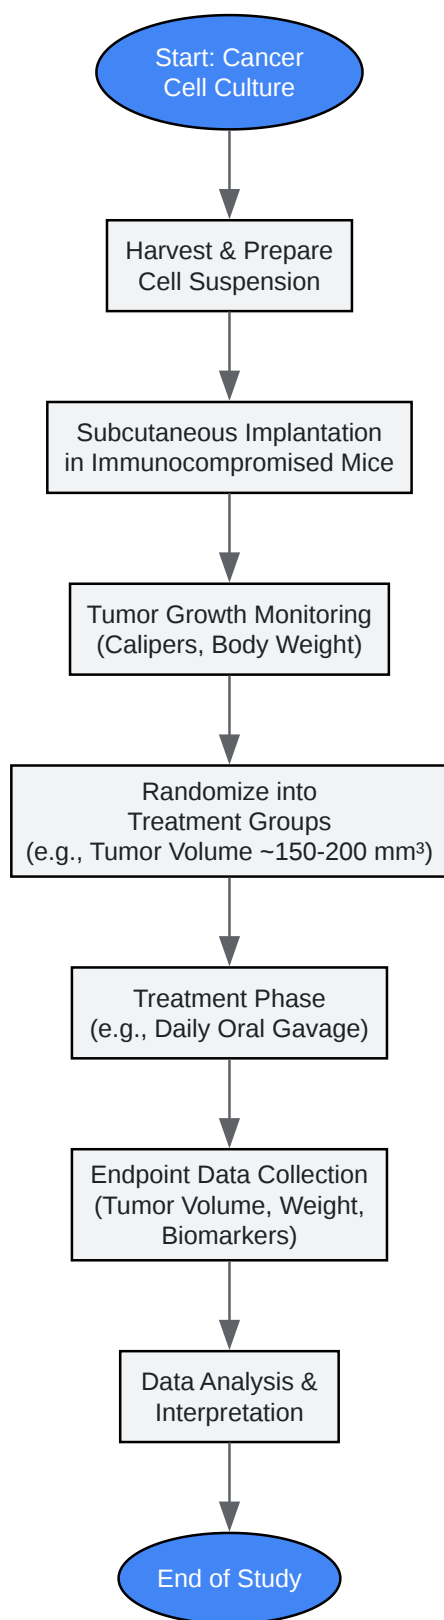 Start: Cancer
Cell Culture
Harvest & Prepare
Cell Suspension
Subcutaneous Implantation
in Immunocompromised Mice
Tumor Growth Monitoring
(Calipers, Body Weight)
Randomize into
Treatment Groups
(e.g., Tumor Volume ~150-200 mm³)
Treatment Phase
(e.g., Daily Oral Gavage)
Endpoint Data Collection
(Tumor Volume, Weight,
Biomarkers)
Data Analysis &
Interpretation
End of Study